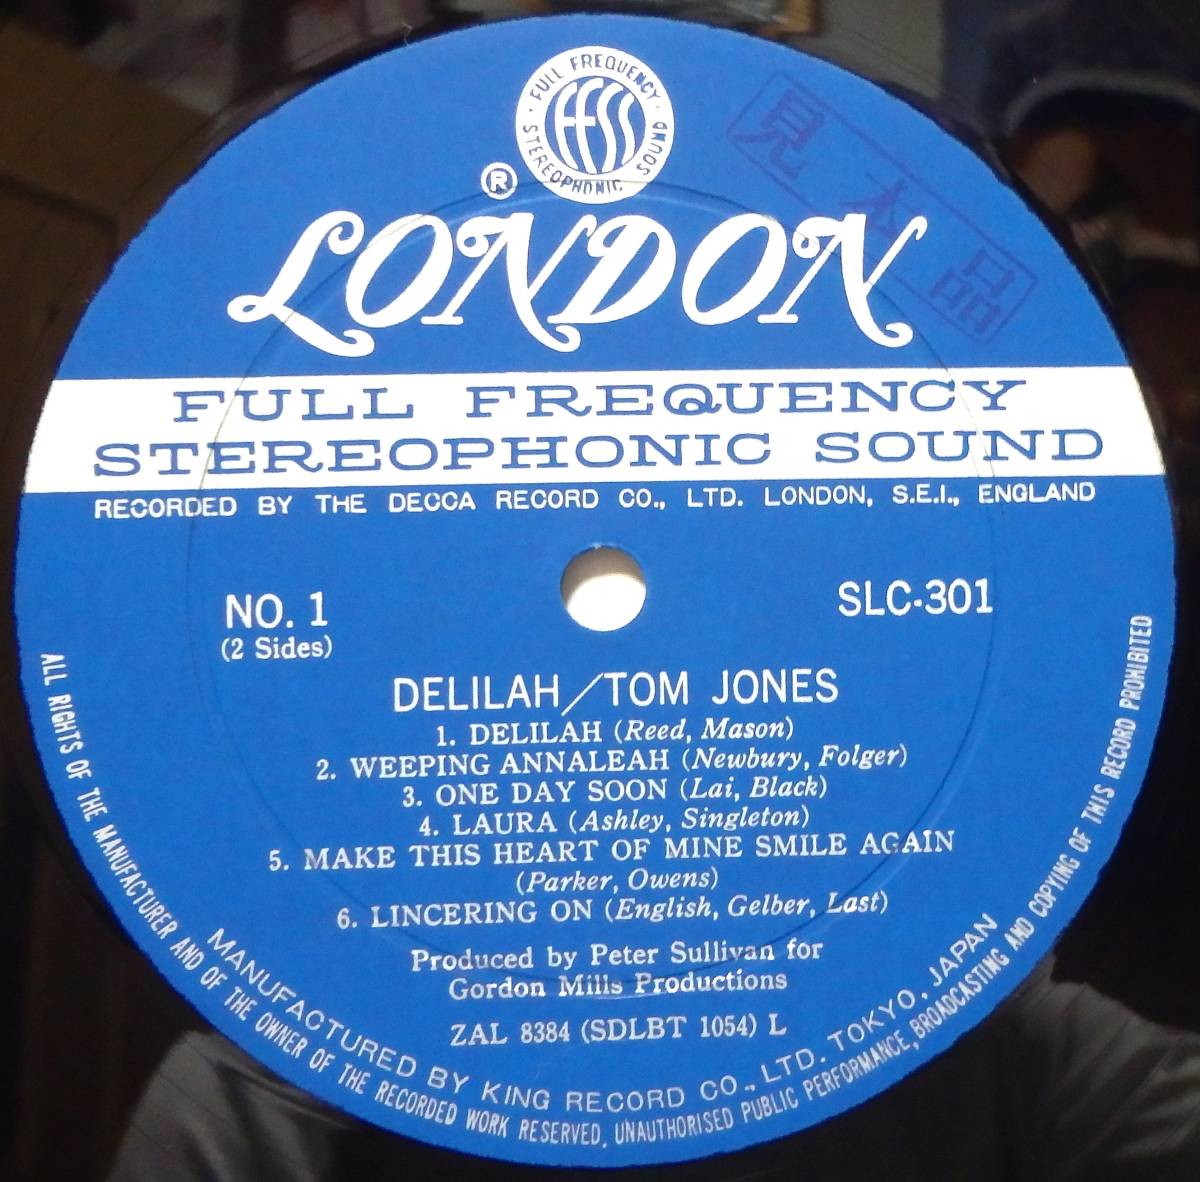 FULL FREQUENCY
FFSS
STEREOPHONIC SOUND
見本品
®
LONDON
FULL FREQUENCY
STEREOPHONIC SOUND
RECORDED BY THE DECCA RECORD CO., LTD. LONDON, S.E.I., ENGLAND
NO. 1
(2 Sides)
SLC-301
DELILAH/TOM JONES
1. DELILAH (Reed, Mason)
2. WEEPING ANNALEAH (Newbury, Folger)
3. ONE DAY SOON (Lai, Black)
4. LAURA (Ashley, Singleton)
5. MAKE THIS HEART OF MINE SMILE AGAIN
(Parker, Owens)
6. LINCERING ON (English, Gelber, Last)
Produced by Peter Sullivan for
Gordon Mills Productions
ZAL 8384 (SDLBT 1054) L
MANUFACTURED BY KING RECORD CO., LTD. TOKYO, JAPAN
ALL RIGHTS OF THE MANUFACTURER AND OF THE OWNER OF THE RECORDED WORK RESERVED, UNAUTHORISED PUBLIC PERFORMANCE, BROADCASTING AND COPYING OF THIS RECORD PROHIBITED